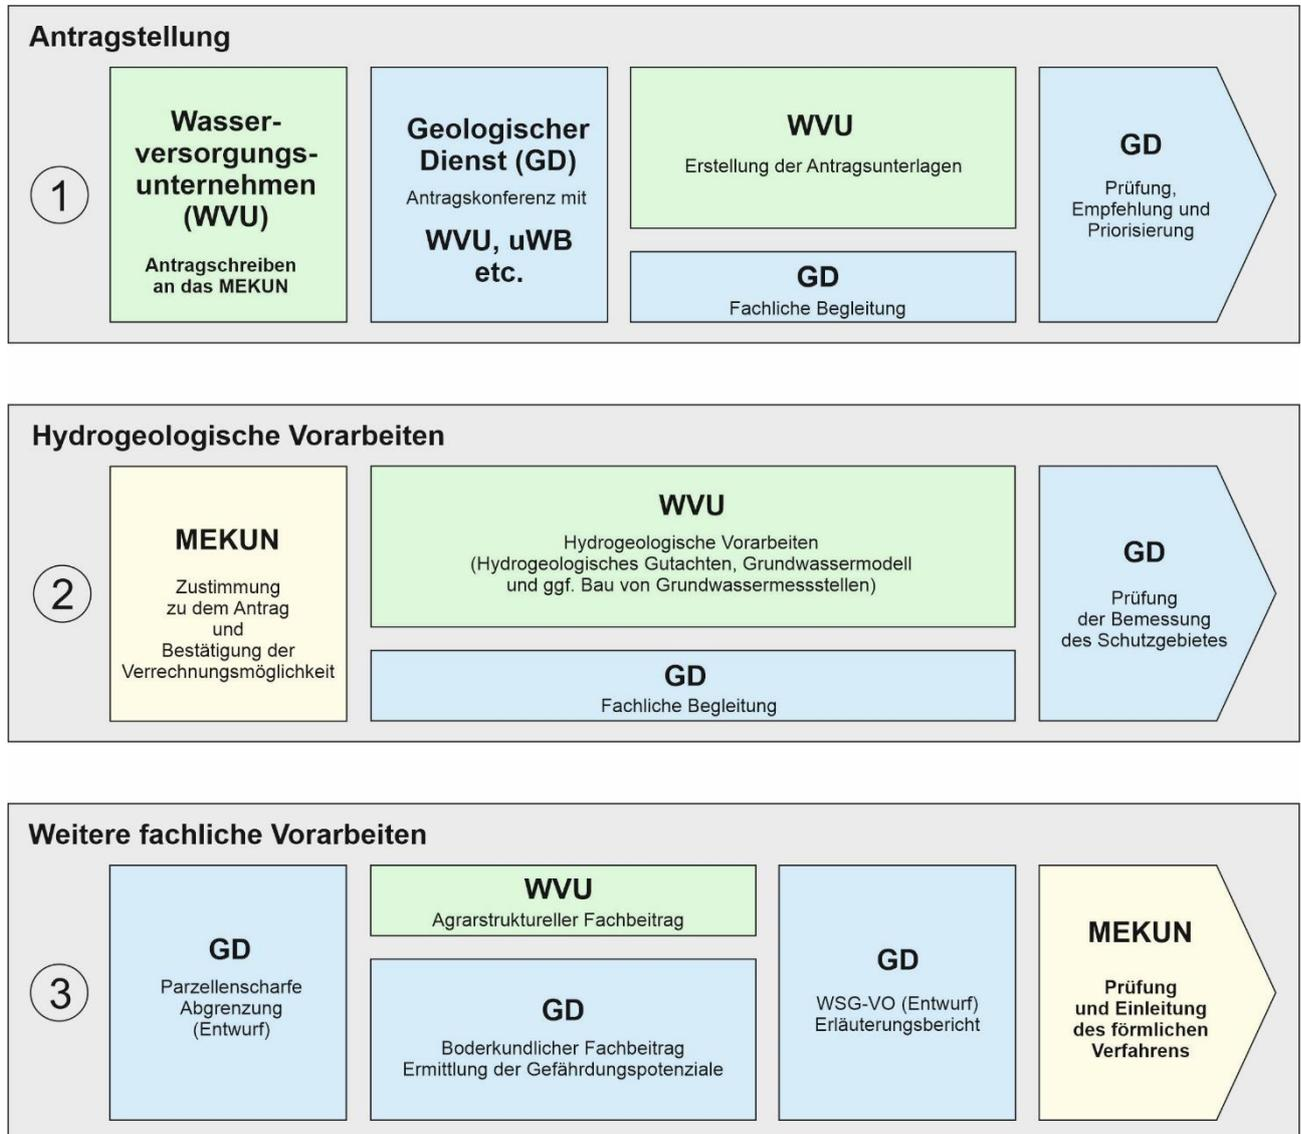 Antragstellung
1
Wasser-
versorgungs-
unternehmen
(WVU)
Antragschreiben
an das MEKUN
Geologischer
Dienst (GD)
Antragskonferenz mit
WVU, uWB
etc.
WVU
Erstellung der Antragsunterlagen
GD
Fachliche Begleitung
GD
Prüfung,
Empfehlung und
Priorisierung
Hydrogeologische Vorarbeiten
2
MEKUN
Zustimmung
zu dem Antrag
und
Bestätigung der
Verrechnungsmöglichkeit
WVU
Hydrogeologische Vorarbeiten
(Hydrogeologisches Gutachten, Grundwassermodell
und ggf. Bau von Grundwassermessstellen)
GD
Fachliche Begleitung
GD
Prüfung
der Bemessung
des Schutzgebietes
Weitere fachliche Vorarbeiten
3
GD
Parzellenscharfe
Abgrenzung
(Entwurf)
WVU
Agrarstruktureller Fachbeitrag
GD
Boderkundlicher Fachbeitrag
Ermittlung der Gefährdungspotenziale
GD
WSG-VO (Entwurf)
Erläuterungsbericht
MEKUN
Prüfung
und Einleitung
des förmlichen
Verfahrens